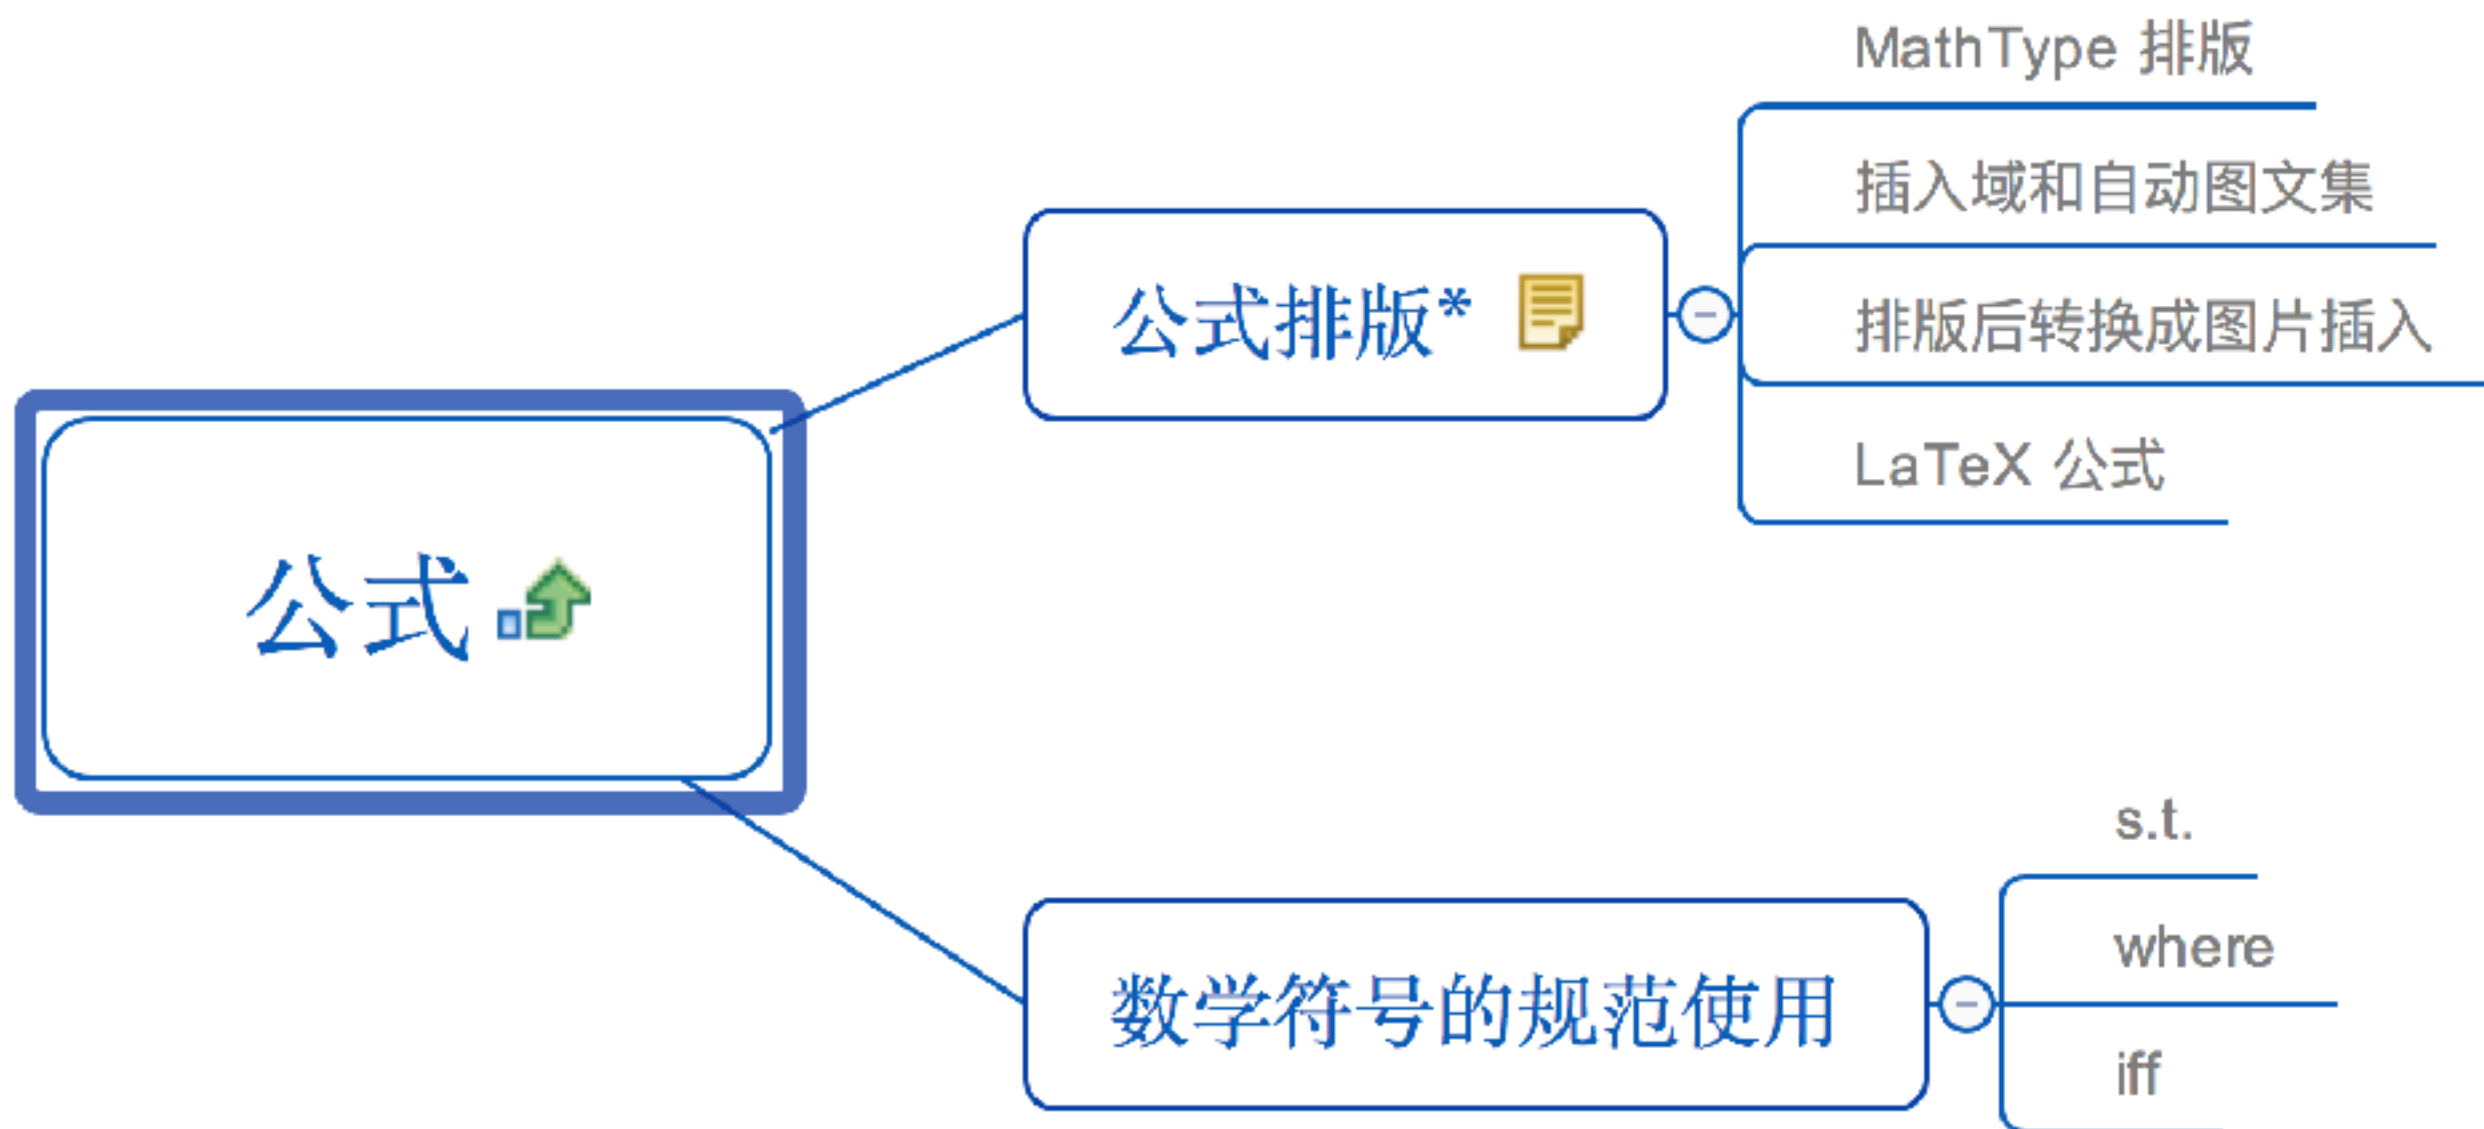 公式
公式排版*
MathType 排版
插入域和自动图文集
排版后转换成图片插入
LaTeX 公式
数学符号的规范使用
s.t.
where
iff